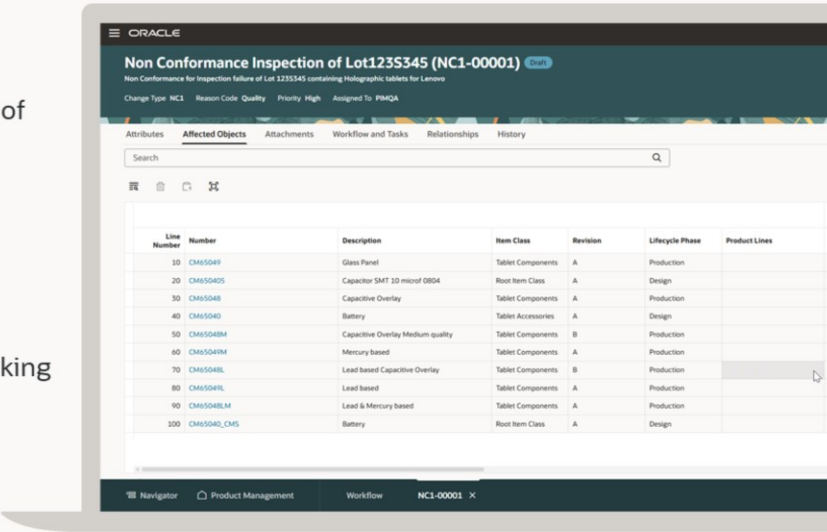 of
king
ORACLE
Non Conformance Inspection of Lot123S345 (NC1-00001) Draft
Non Conformance for Inspection failure of Lot 123S345 containing Holographic tablets for Lenovo
Change Type NC1 Reason Code Quality Priority High Assigned To PIMQA
Attributes Affected Objects Attachments Workflow and Tasks Relationships History
Search
Line Number Number Description Item Class Revision Lifecycle Phase Product Lines
10 CM65049 Glass Panel Tablet Components A Production
20 CM65040S Capacitor SMT 10 microf 0804 Root Item Class A Design
30 CM65048 Capacitive Overlay Tablet Components A Production
40 CM65040 Battery Tablet Accessories A Design
50 CM65048M Capacitive Overlay Medium quality Tablet Components B Production
60 CM65049M Mercury based Tablet Components A Production
70 CM65048L Lead based Capacitive Overlay Tablet Components B Production
80 CM65049L Lead based Tablet Components A Production
90 CM65048LM Lead & Mercury based Tablet Components A Production
100 CM65040_CMS Battery Root Item Class A Design
Navigator Product Management Workflow NC1-00001 ×